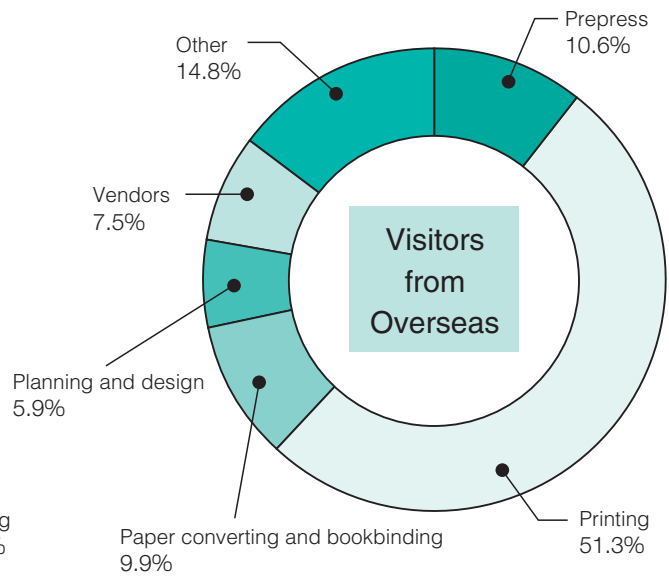 Prepress
10.6%
Other
14.8%
Vendors
7.5%
Visitors
from
Overseas
Planning and design
5.9%
Paper converting and bookbinding
9.9%
Printing
51.3%
g
%